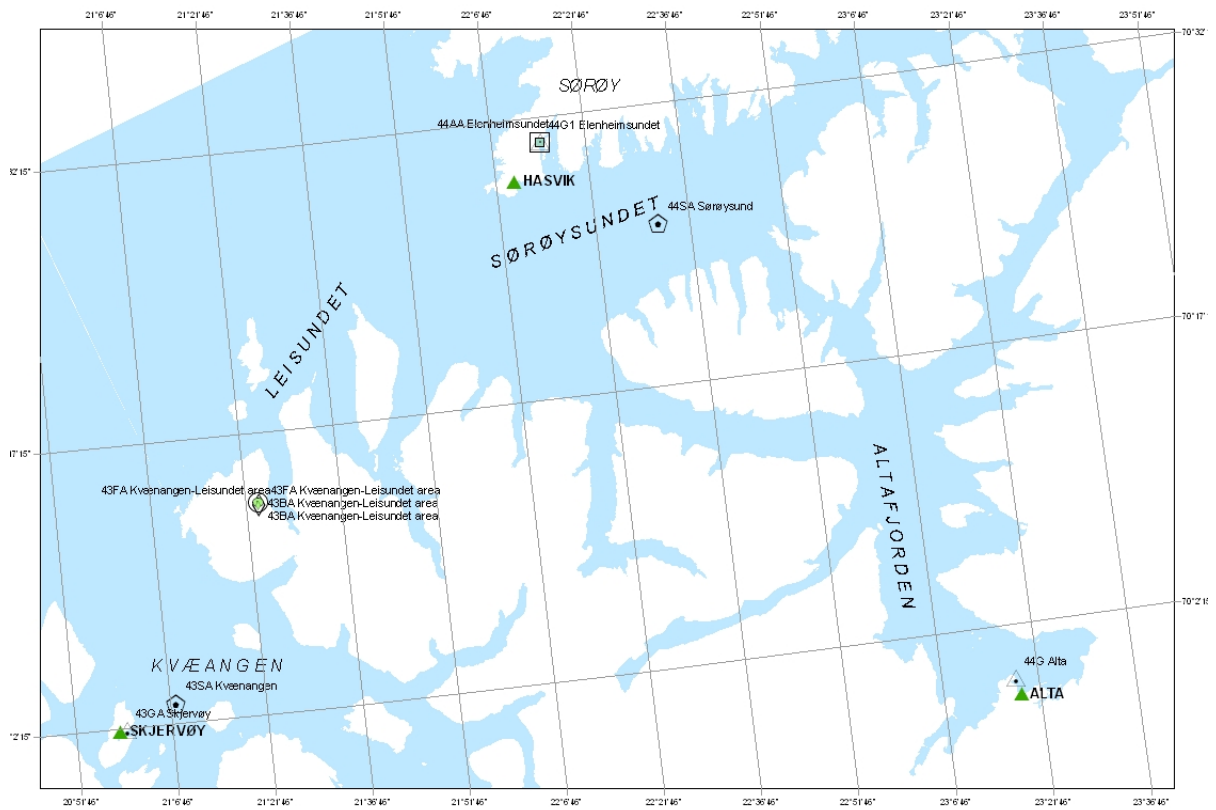 21°6'46" 21°21'46" 21°36'46" 21°51'46" 22°6'46" 22°21'46" 22°36'46" 22°51'46" 23°6'46" 23°21'46" 23°36'46" 23°51'46"
70°32'1
SØRØY
44AA Elenheimsundet 44G1 Elenheimsundet
32'15"
HASVIK
44SA Sørøysund
SØRØYSUNDET
LEISUNDET
70°17'1
17'15"
ALTAFJORDEN
43FA Kvænangen-Leisundet area 43FA Kvænangen-Leisundet area
43BA Kvænangen-Leisundet area
43BA Kvænangen-Leisundet area
70°2'15
KVÆANGEN
44G Alta
43SA Kvænangen
ALTA
43GA Skjervøy
SKJERVØY
2'15"
20°51'46" 21°6'46" 21°21'46" 21°36'46" 21°51'46" 22°6'46" 22°21'46" 22°36'46" 22°51'46" 23°6'46" 23°21'46" 23°36'46"